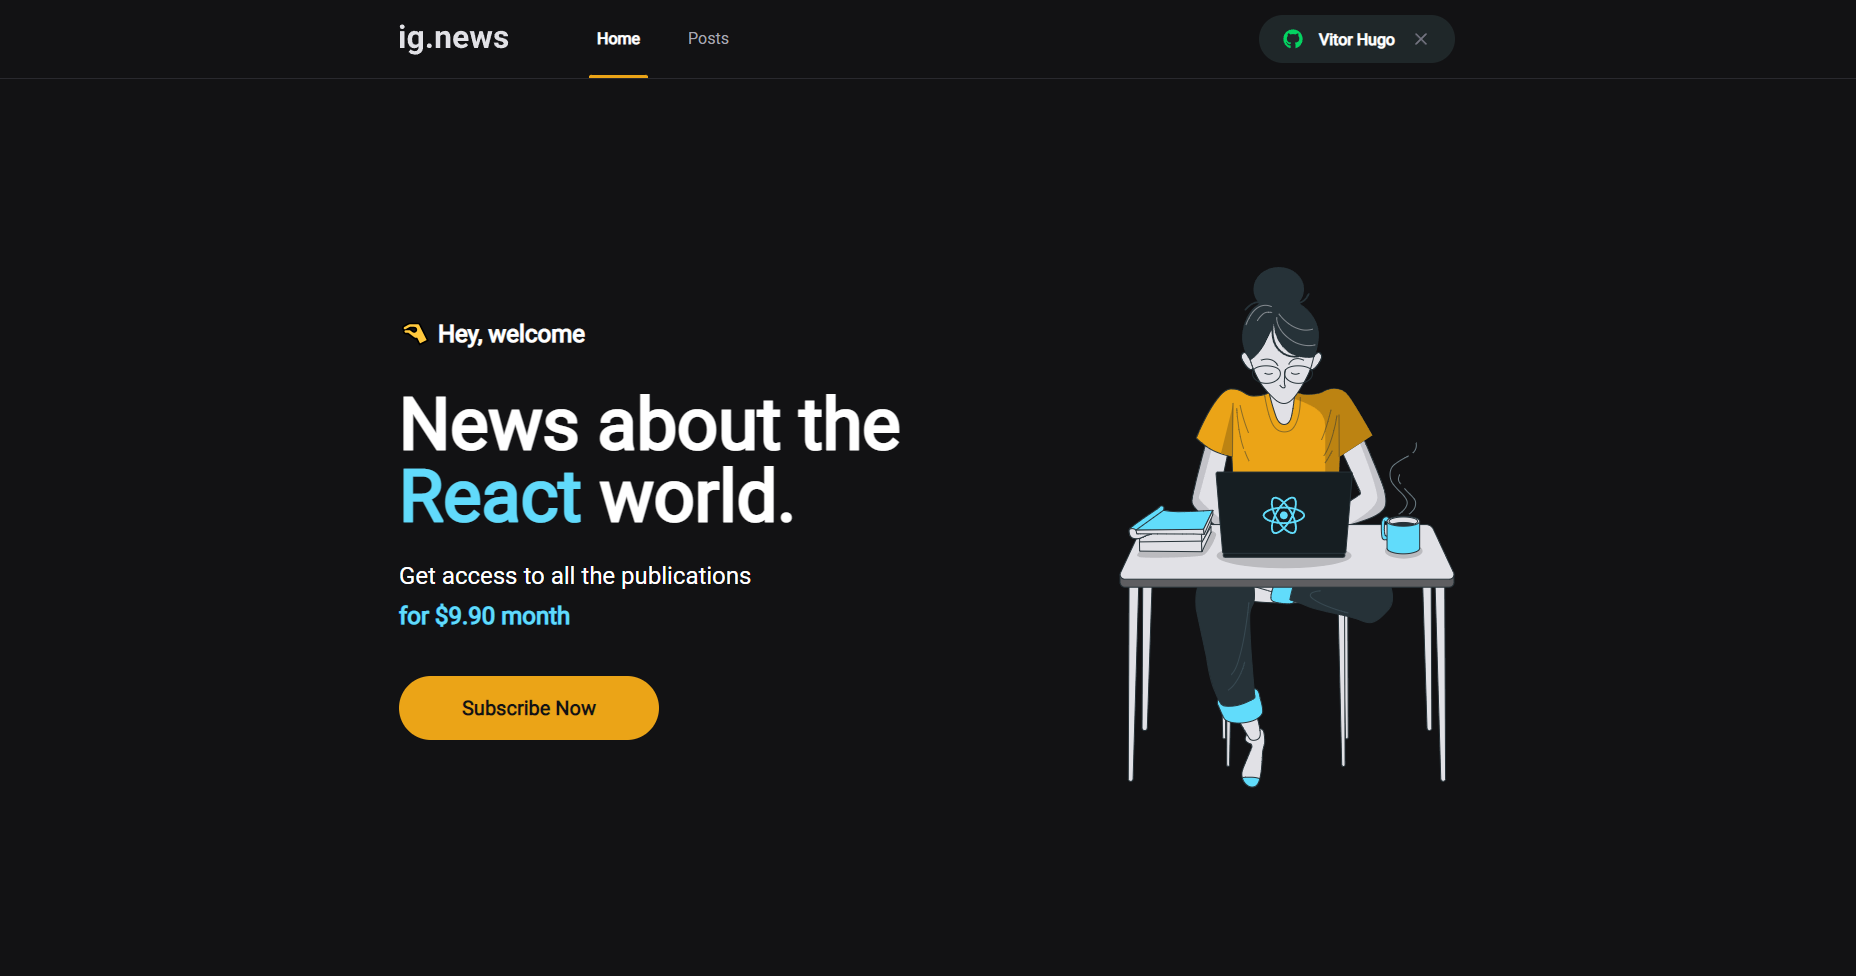 ig.news
Home
Posts
Vitor Hugo
Hey, welcome
News about the
React world.
Get access to all the publications
for $9.90 month
Subscribe Now